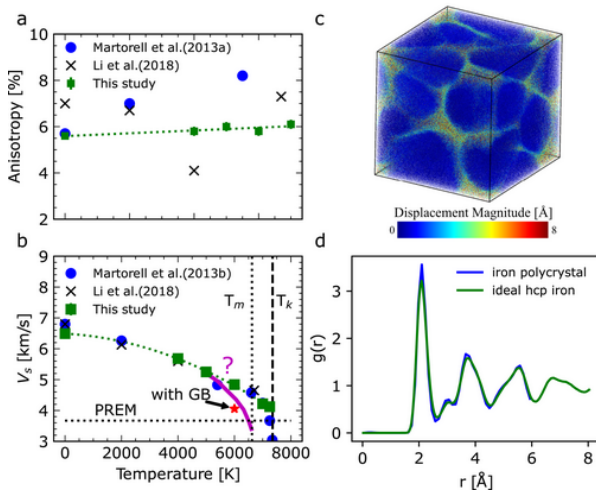 a
Anisotropy [%]
10
8
6
4
2
Martorell et al.(2013a)
Li et al.(2018)
This study
b
V_s [km/s]
9
8
7
6
5
4
3
Martorell et al.(2013b)
Li et al.(2018)
This study
T_m
T_k
?
with GB
PREM
0 2000 4000 6000 8000
Temperature [K]
c
Displacement Magnitude [Å]
0 8
d
g(r)
3
2
1
0
iron polycrystal
ideal hcp iron
0 2 4 6 8
r [Å]